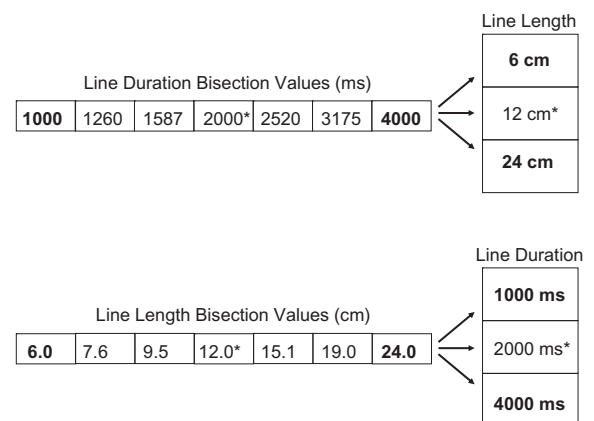 Line Length
6 cm
Line Duration Bisection Values (ms)
1000 1260 1587 2000* 2520 3175 4000
12 cm*
24 cm
Line Duration
1000 ms
Line Length Bisection Values (cm)
6.0 7.6 9.5 12.0* 15.1 19.0 24.0
2000 ms*
4000 ms